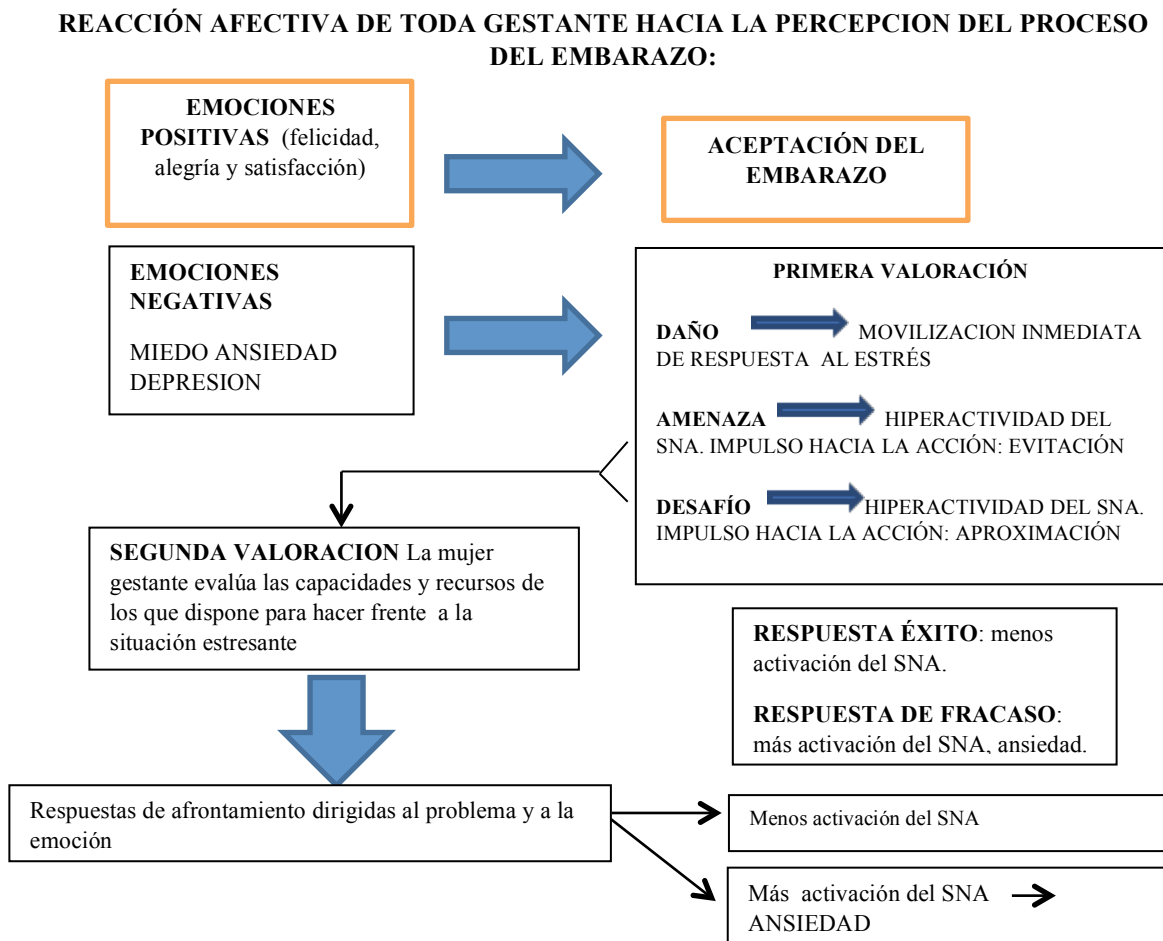 REACCIÓN AFECTIVA DE TODA GESTANTE HACIA LA PERCEPCION DEL PROCESO
DEL EMBARAZO:
EMOCIONES
POSITIVAS (felicidad,
alegría y satisfacción)
ACEPTACIÓN DEL
EMBARAZO
EMOCIONES
NEGATIVAS
MIEDO ANSIEDAD
DEPRESION
PRIMERA VALORACIÓN
DAÑO MOVILIZACION INMEDIATA
DE RESPUESTA AL ESTRÉS
AMENAZA HIPERACTIVIDAD DEL
SNA. IMPULSO HACIA LA ACCIÓN: EVITACIÓN
DESAFÍO HIPERACTIVIDAD DEL SNA.
IMPULSO HACIA LA ACCIÓN: APROXIMACIÓN
SEGUNDA VALORACION La mujer
gestante evalúa las capacidades y recursos de
los que dispone para hacer frente a la
situación estresante
RESPUESTA ÉXITO: menos
activación del SNA.
RESPUESTA DE FRACASO:
más activación del SNA, ansiedad.
Respuestas de afrontamiento dirigidas al problema y a la
emoción
Menos activación del SNA
Más activación del SNA
ANSIEDAD